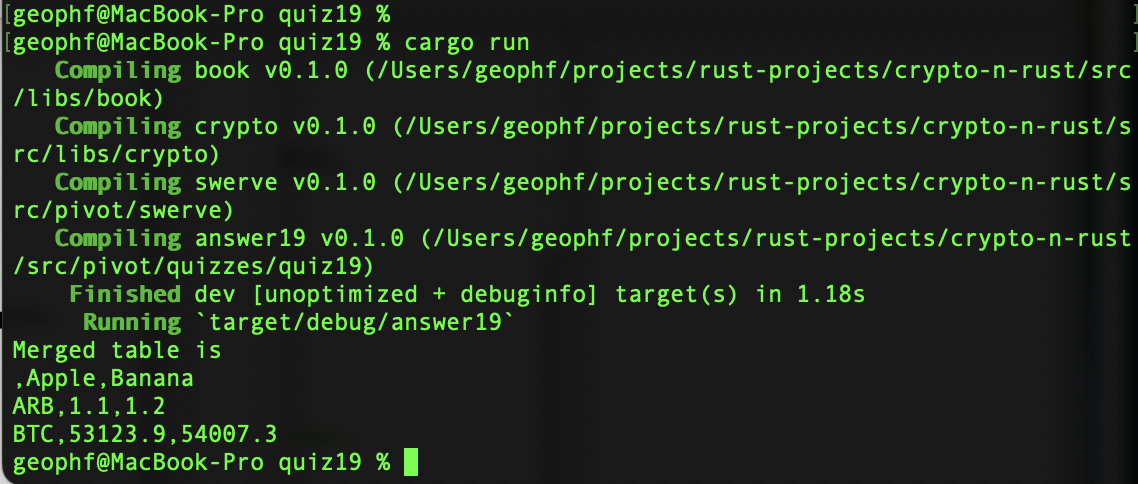 [geophf@MacBook-Pro quiz19 % ]
[geophf@MacBook-Pro quiz19 % cargo run ]
   Compiling book v0.1.0 (/Users/geophf/projects/rust-projects/crypto-n-rust/src
/libs/book)
   Compiling crypto v0.1.0 (/Users/geophf/projects/rust-projects/crypto-n-rust/s
rc/libs/crypto)
   Compiling swerve v0.1.0 (/Users/geophf/projects/rust-projects/crypto-n-rust/s
rc/pivot/swerve)
   Compiling answer19 v0.1.0 (/Users/geophf/projects/rust-projects/crypto-n-rust
/src/pivot/quizzes/quiz19)
    Finished dev [unoptimized + debuginfo] target(s) in 1.18s
     Running `target/debug/answer19`
Merged table is
,Apple,Banana
ARB,1.1,1.2
BTC,53123.9,54007.3
geophf@MacBook-Pro quiz19 %